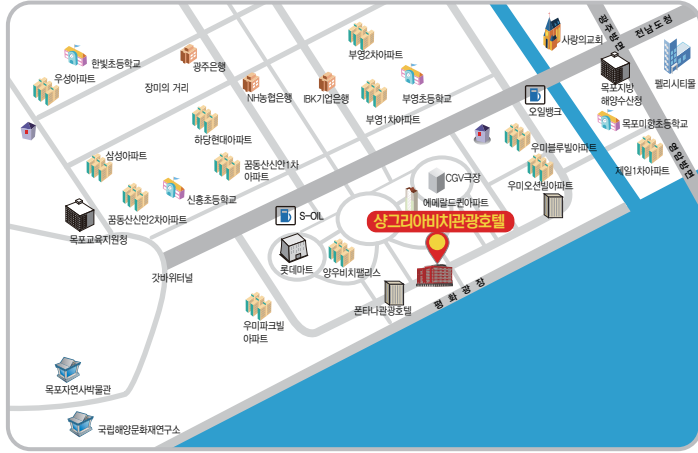 한빛초등학교
우성아파트
광주은행
장미의 거리
NH농협은행
IBK기업은행
부영2차아파트
부영초등학교
부영1차아파트
하당현대아파트
사랑의교회
광주방면
전남도청
목포지방
해양수산청
펠리시티몰
오일뱅크
목포미항초등학교
영암방면
제일1차아파트
우미블루빌아파트
우미오션빌아파트
삼성아파트
꿈동산신안1차
아파트
신흥초등학교
꿈동산신안2차아파트
목포교육지원청
갓바위터널
S-OIL
CGV극장
에메랄드퀸아파트
샹그리아비치관광호텔
롯데마트
양우비치팰리스
폰타나관광호텔
평화광장
우미파크빌
아파트
목포자연사박물관
국립해양문화재연구소